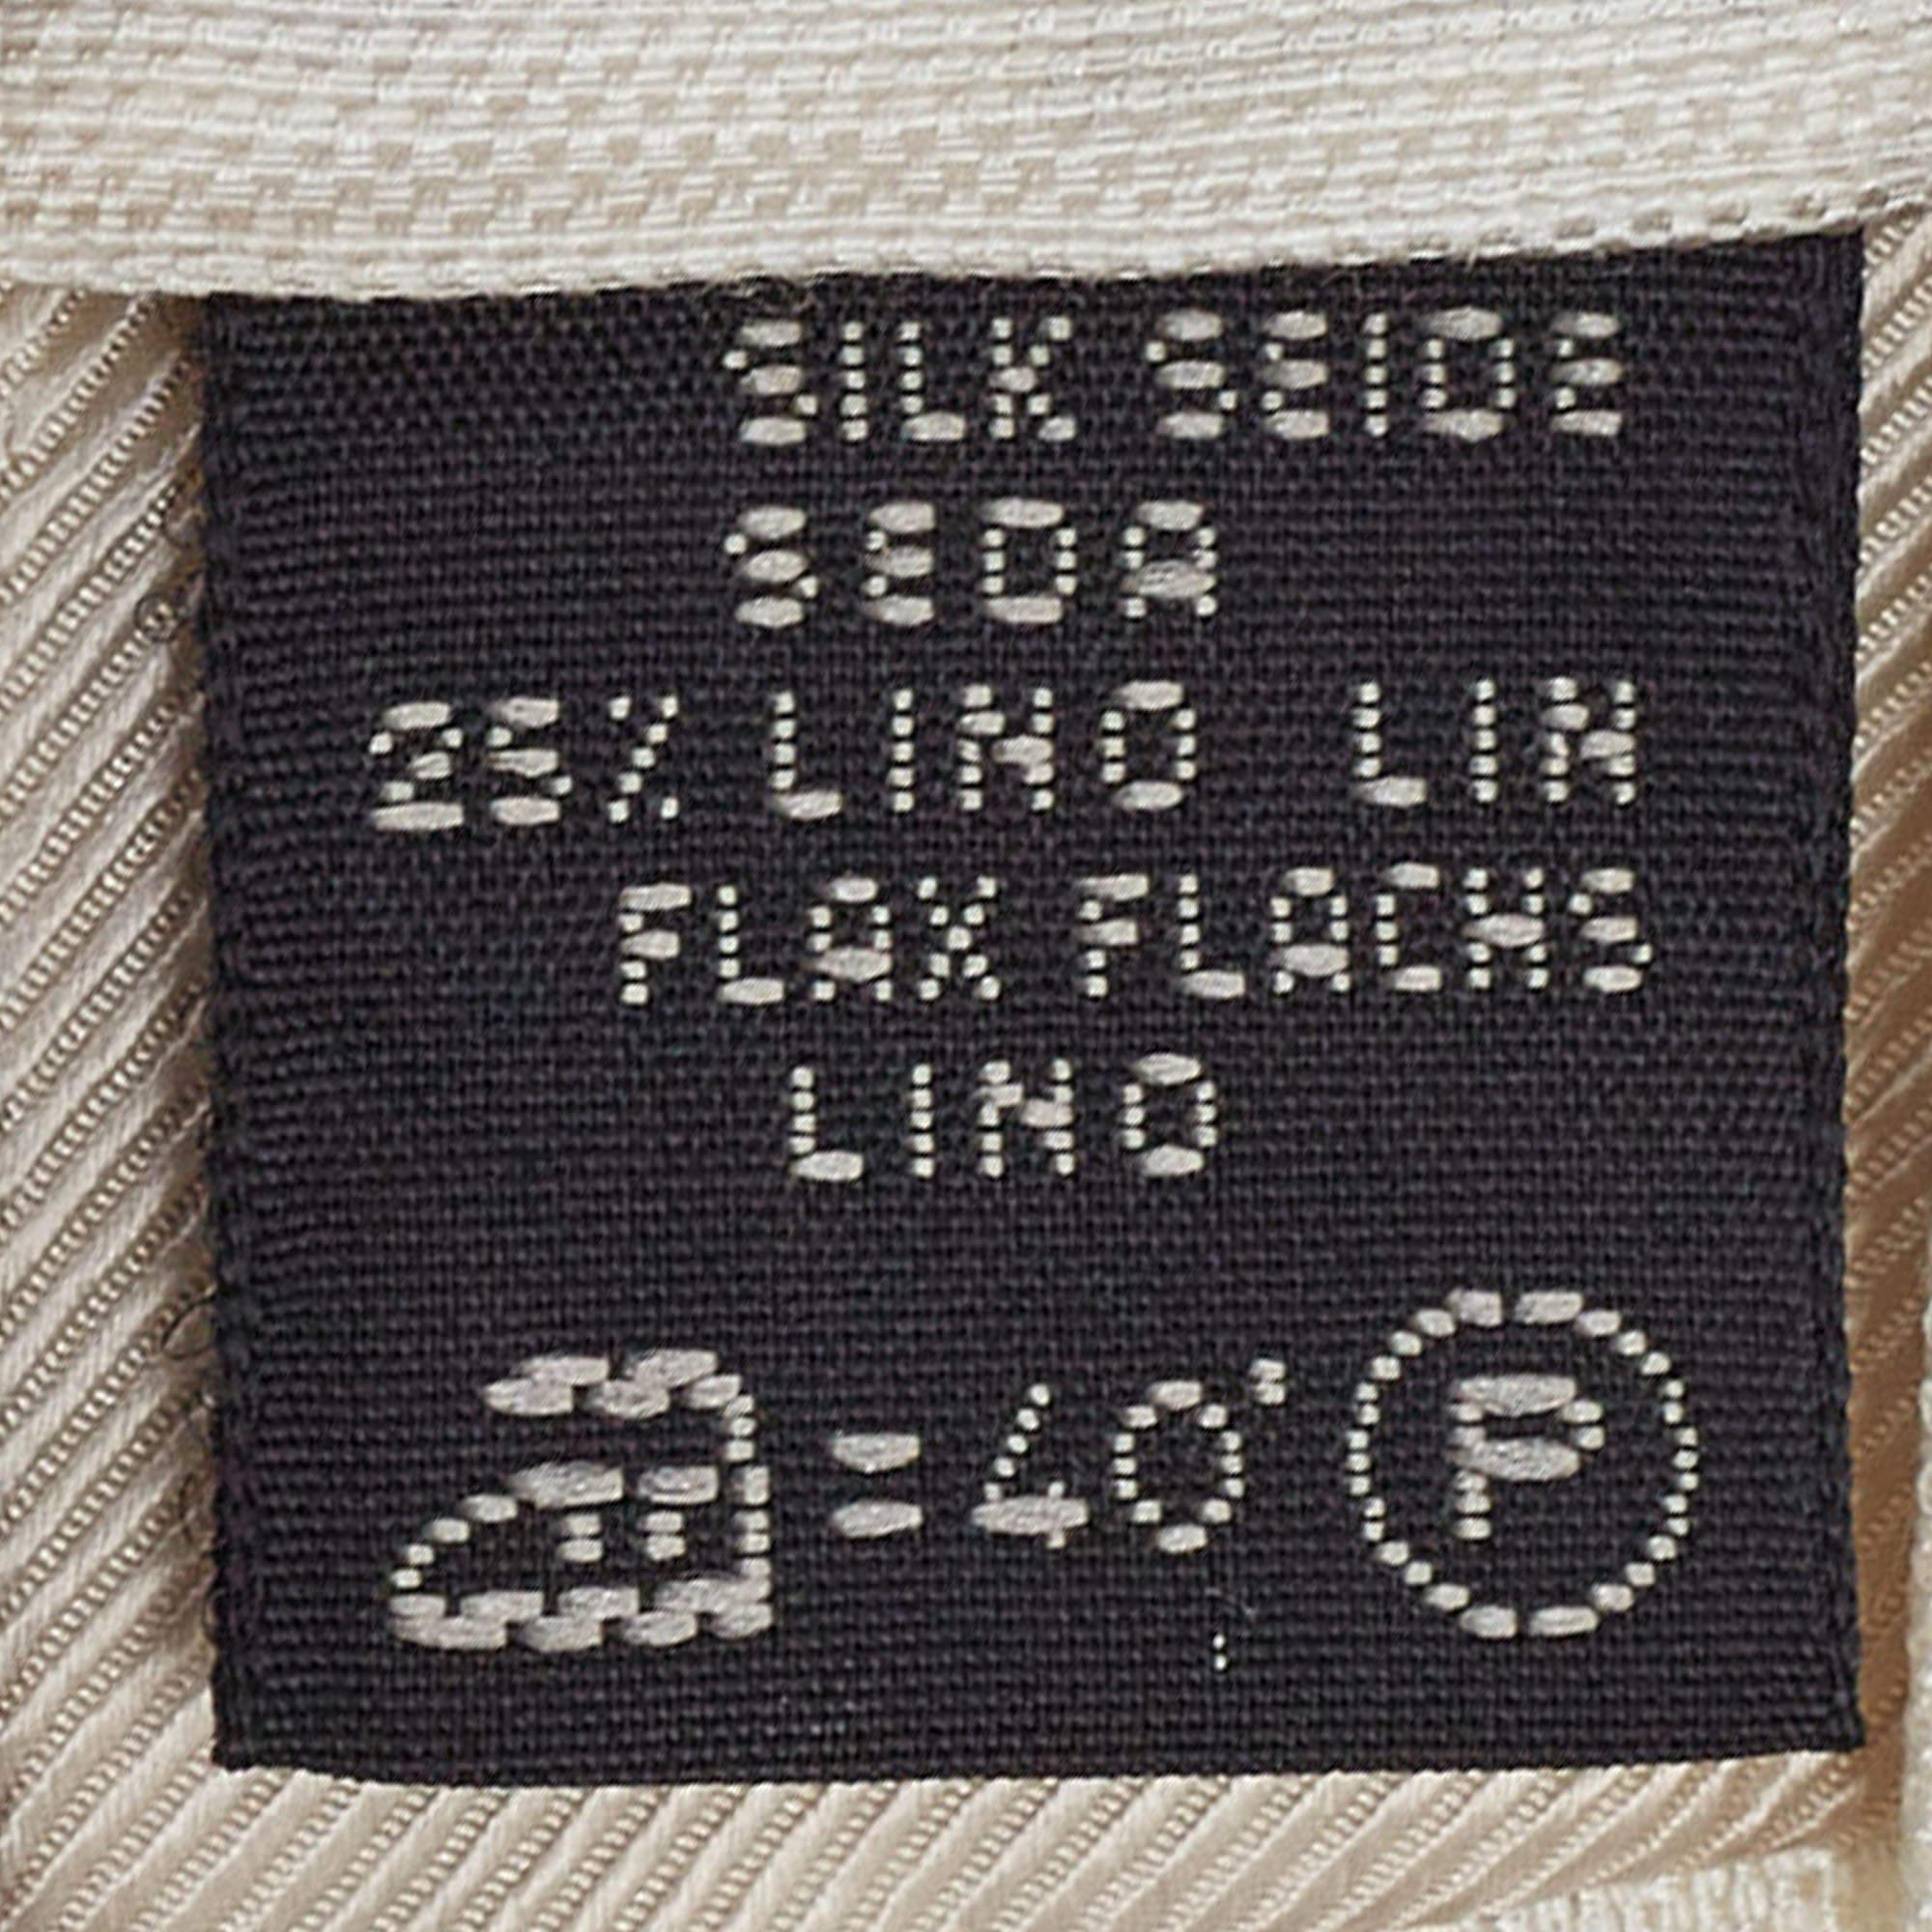 SILK SEIDE
SEDA
25% LINO LIN
FLAX FLACHS
LINO
= 40° P